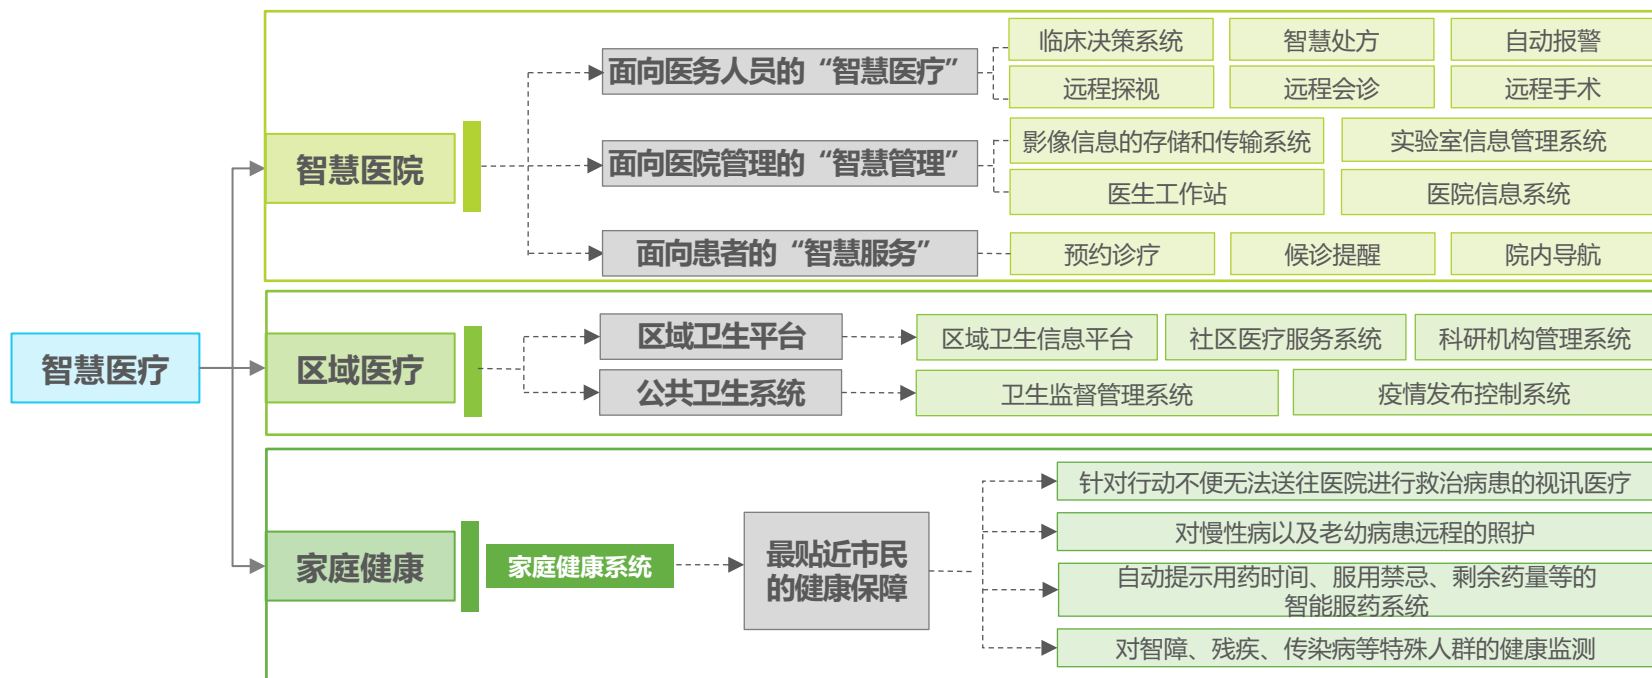 智慧医疗
智慧医院
面向医务人员的“智慧医疗”
临床决策系统
智慧处方
自动报警
远程探视
远程会诊
远程手术
面向医院管理的“智慧管理”
影像信息的存储和传输系统
实验室信息管理系统
医生工作站
医院信息系统
面向患者的“智慧服务”
预约诊疗
候诊提醒
院内导航
区域医疗
区域卫生平台
区域卫生信息平台
社区医疗服务系统
科研机构管理系统
公共卫生系统
卫生监督管理系统
疫情发布控制系统
家庭健康
家庭健康系统
最贴近市民
的健康保障
针对行动不便无法送往医院进行救治病患的视讯医疗
对慢性病以及老幼病患远程的照护
自动提示用药时间、服用禁忌、剩余药量等的
智能服药系统
对智障、残疾、传染病等特殊人群的健康监测